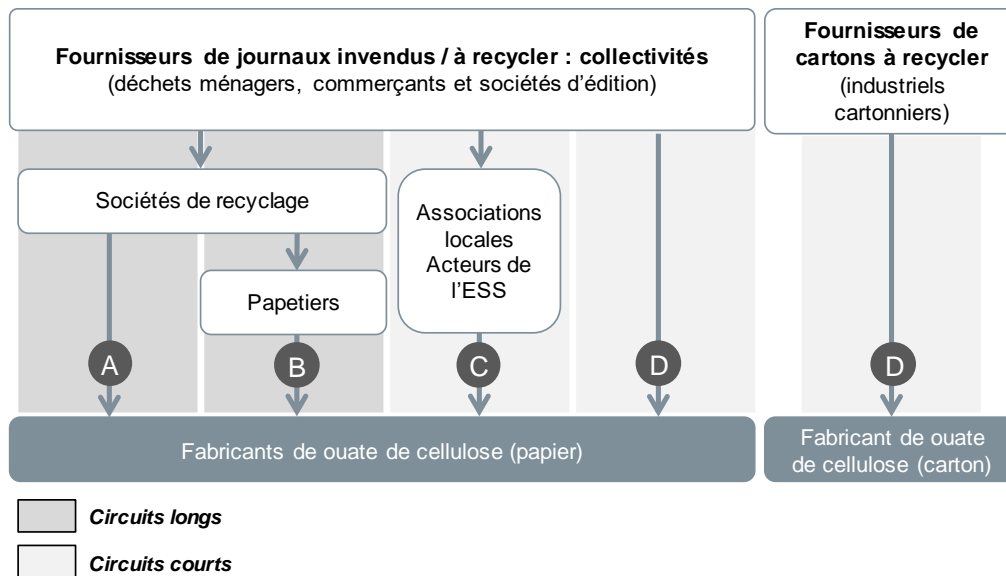 Fournisseurs de journaux invendus / à recycler : collectivités
(déchets ménagers, commerçants et sociétés d’édition)
Fournisseurs de
cartons à recycler
(industriels
cartonniers)
Sociétés de recyclage
Papetiers
Associations
locales
Acteurs de
l’ESS
A
B
C
D
D
Fabricants de ouate de cellulose (papier)
Fabricant de ouate
de cellulose (carton)
Circuits longs
Circuits courts